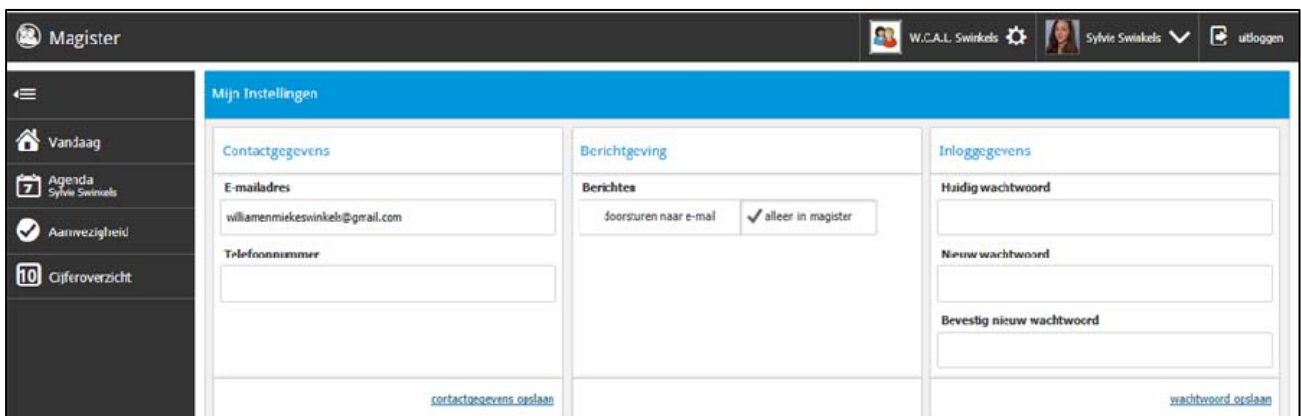 Magister
W.C.A.L. Swinkels
Sylvie Swinkels
uitloggen
Mijn Instellingen
Vandaag
7 Agenda
Sylvie Swinkels
Aanwezigheid
10 Cijferoverzicht
Contactgegevens
E-mailadres
williamenmiekeswinkels@gmail.com
Telefoonnummer
contactgegevens opslaan
Berichtgeving
Berichten
doorsturen naar e-mail
alleen in magister
Inloggegevens
Huidig wachtwoord
Nieuw wachtwoord
Bevestig nieuw wachtwoord
wachtwoord opslaan